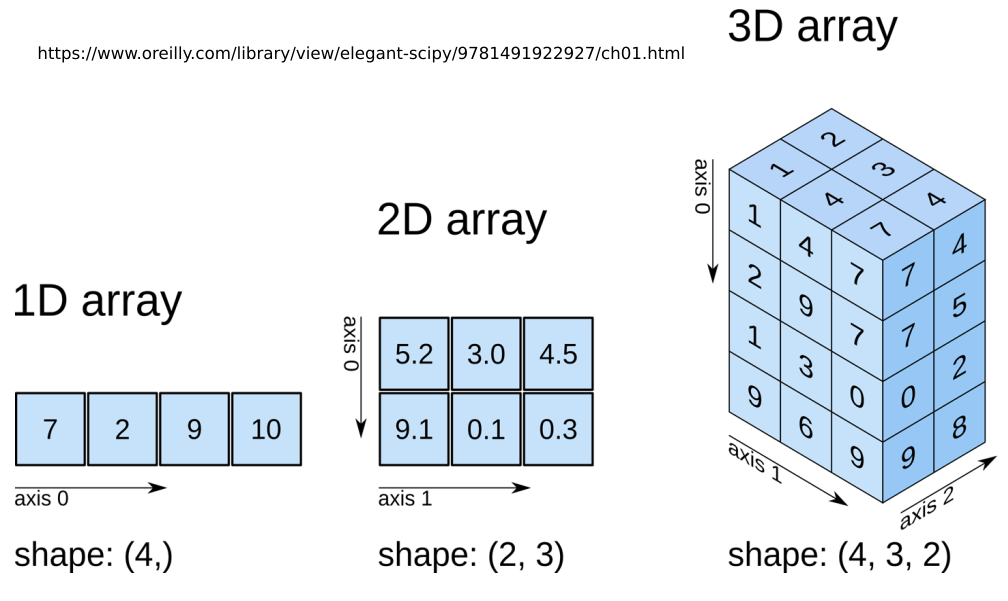 https://www.oreilly.com/library/view/elegant-scipy/9781491922927/ch01.html
1D array
7 2 9 10
axis 0
shape: (4,)
2D array
axis 0
5.2 3.0 4.5
9.1 0.1 0.3
axis 1
shape: (2, 3)
3D array
axis 0
2
1 3
4 4
7
1 4 7 7 4
2 9 7 7 5
1 3 0 0 2
9 6 9 9 8
axis 1
axis 2
shape: (4, 3, 2)